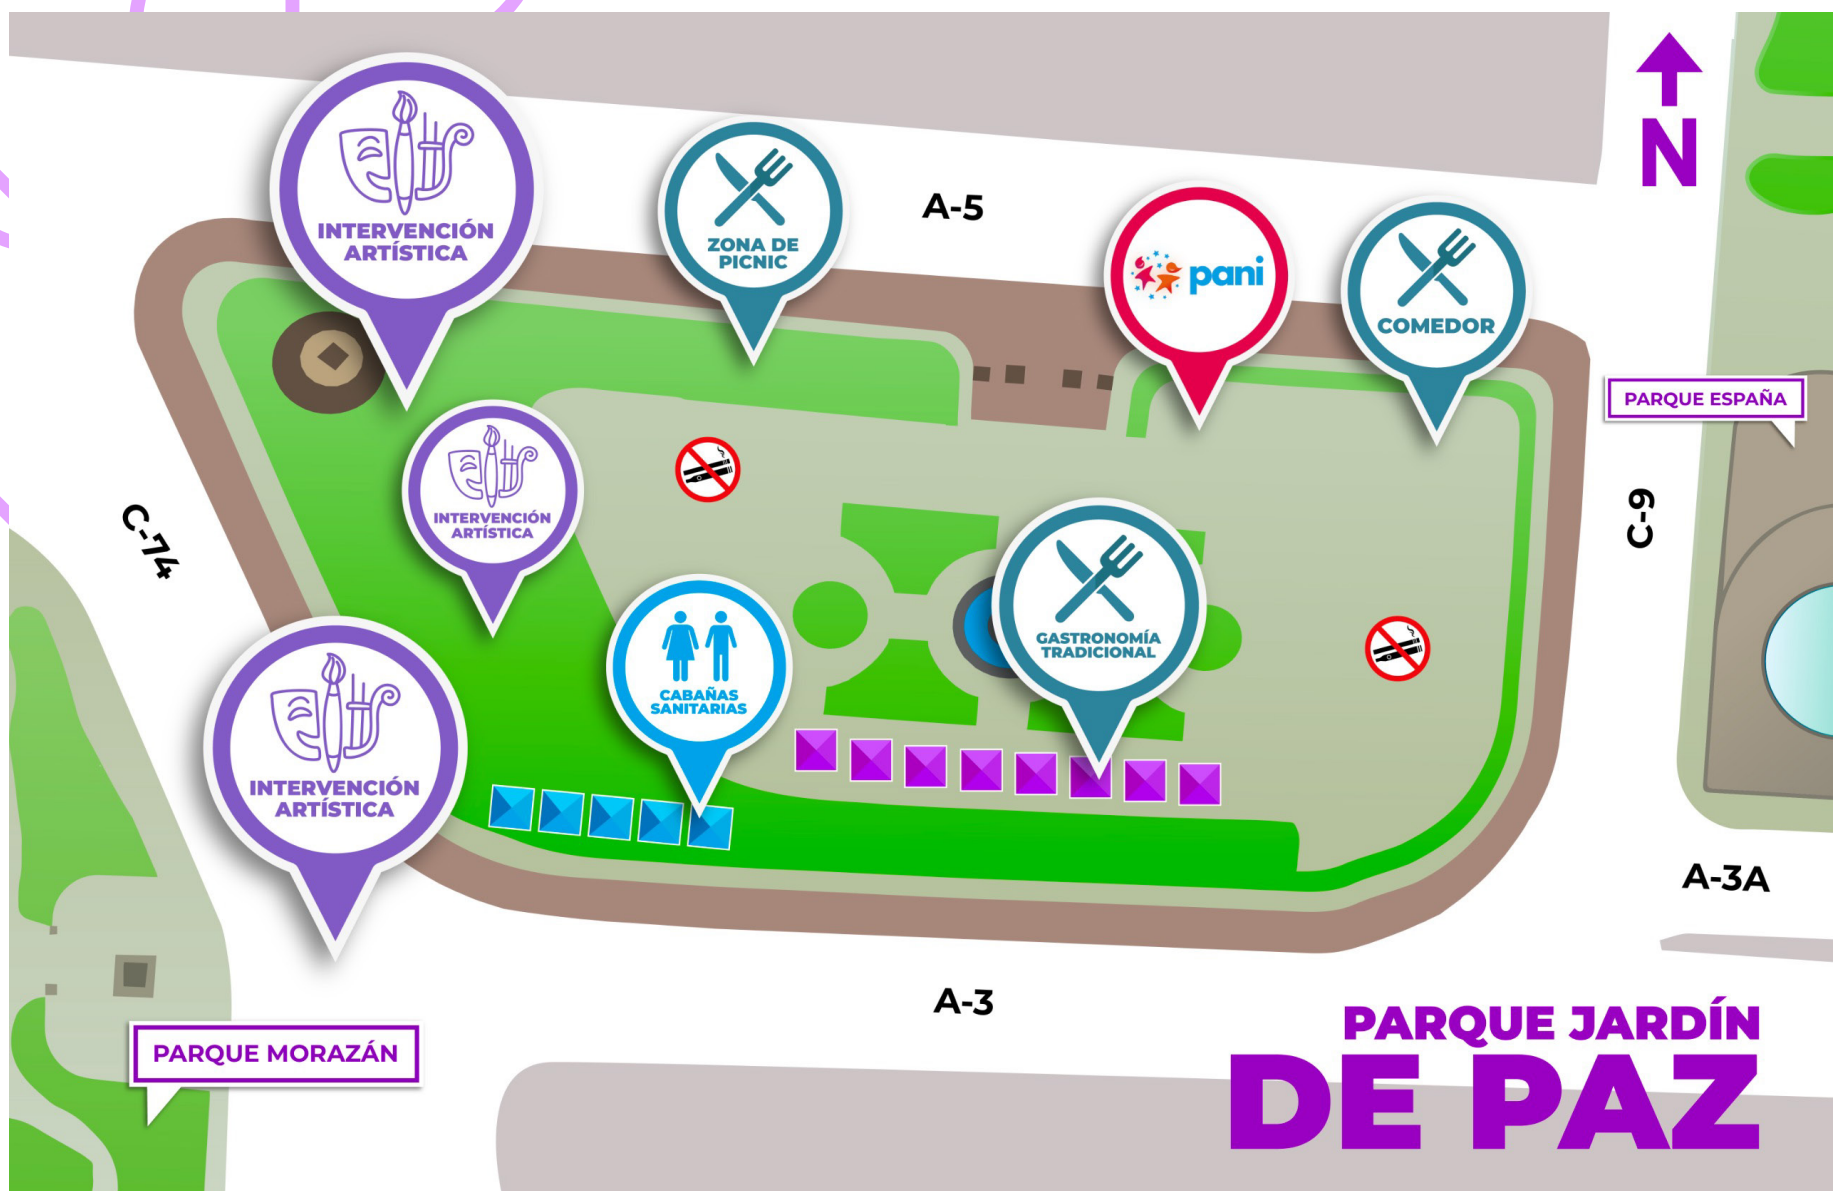 N
INTERVENCIÓN
ARTÍSTICA
ZONA DE
PICNIC
A-5
pani
COMEDOR
PARQUE ESPAÑA
INTERVENCIÓN
ARTÍSTICA
C-74
C-9
GASTRONOMÍA
TRADICIONAL
CABAÑAS
SANITARIAS
INTERVENCIÓN
ARTÍSTICA
A-3A
A-3
PARQUE MORAZÁN
PARQUE JARDÍN
DE PAZ